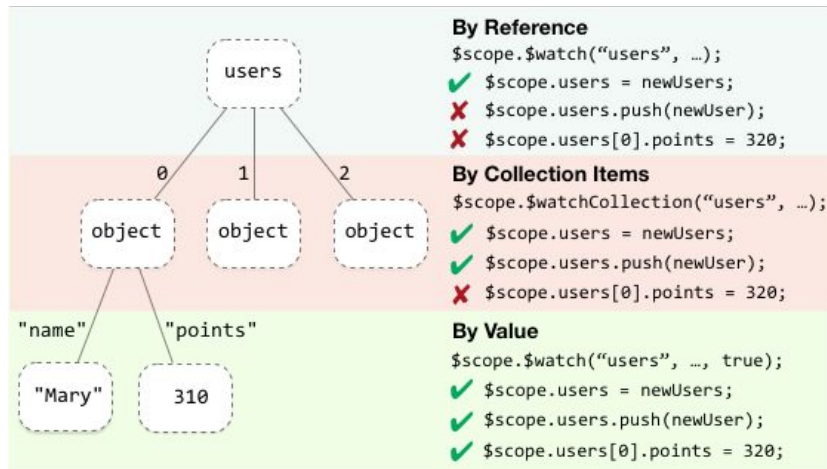 users
0 1 2
object object object
"name" "points"
"Mary" 310
By Reference
$scope.$watch(“users”, …);
✔ $scope.users = newUsers;
✘ $scope.users.push(newUser);
✘ $scope.users[0].points = 320;
By Collection Items
$scope.$watchCollection(“users”, …);
✔ $scope.users = newUsers;
✔ $scope.users.push(newUser);
✘ $scope.users[0].points = 320;
By Value
$scope.$watch(“users”, …, true);
✔ $scope.users = newUsers;
✔ $scope.users.push(newUser);
✔ $scope.users[0].points = 320;